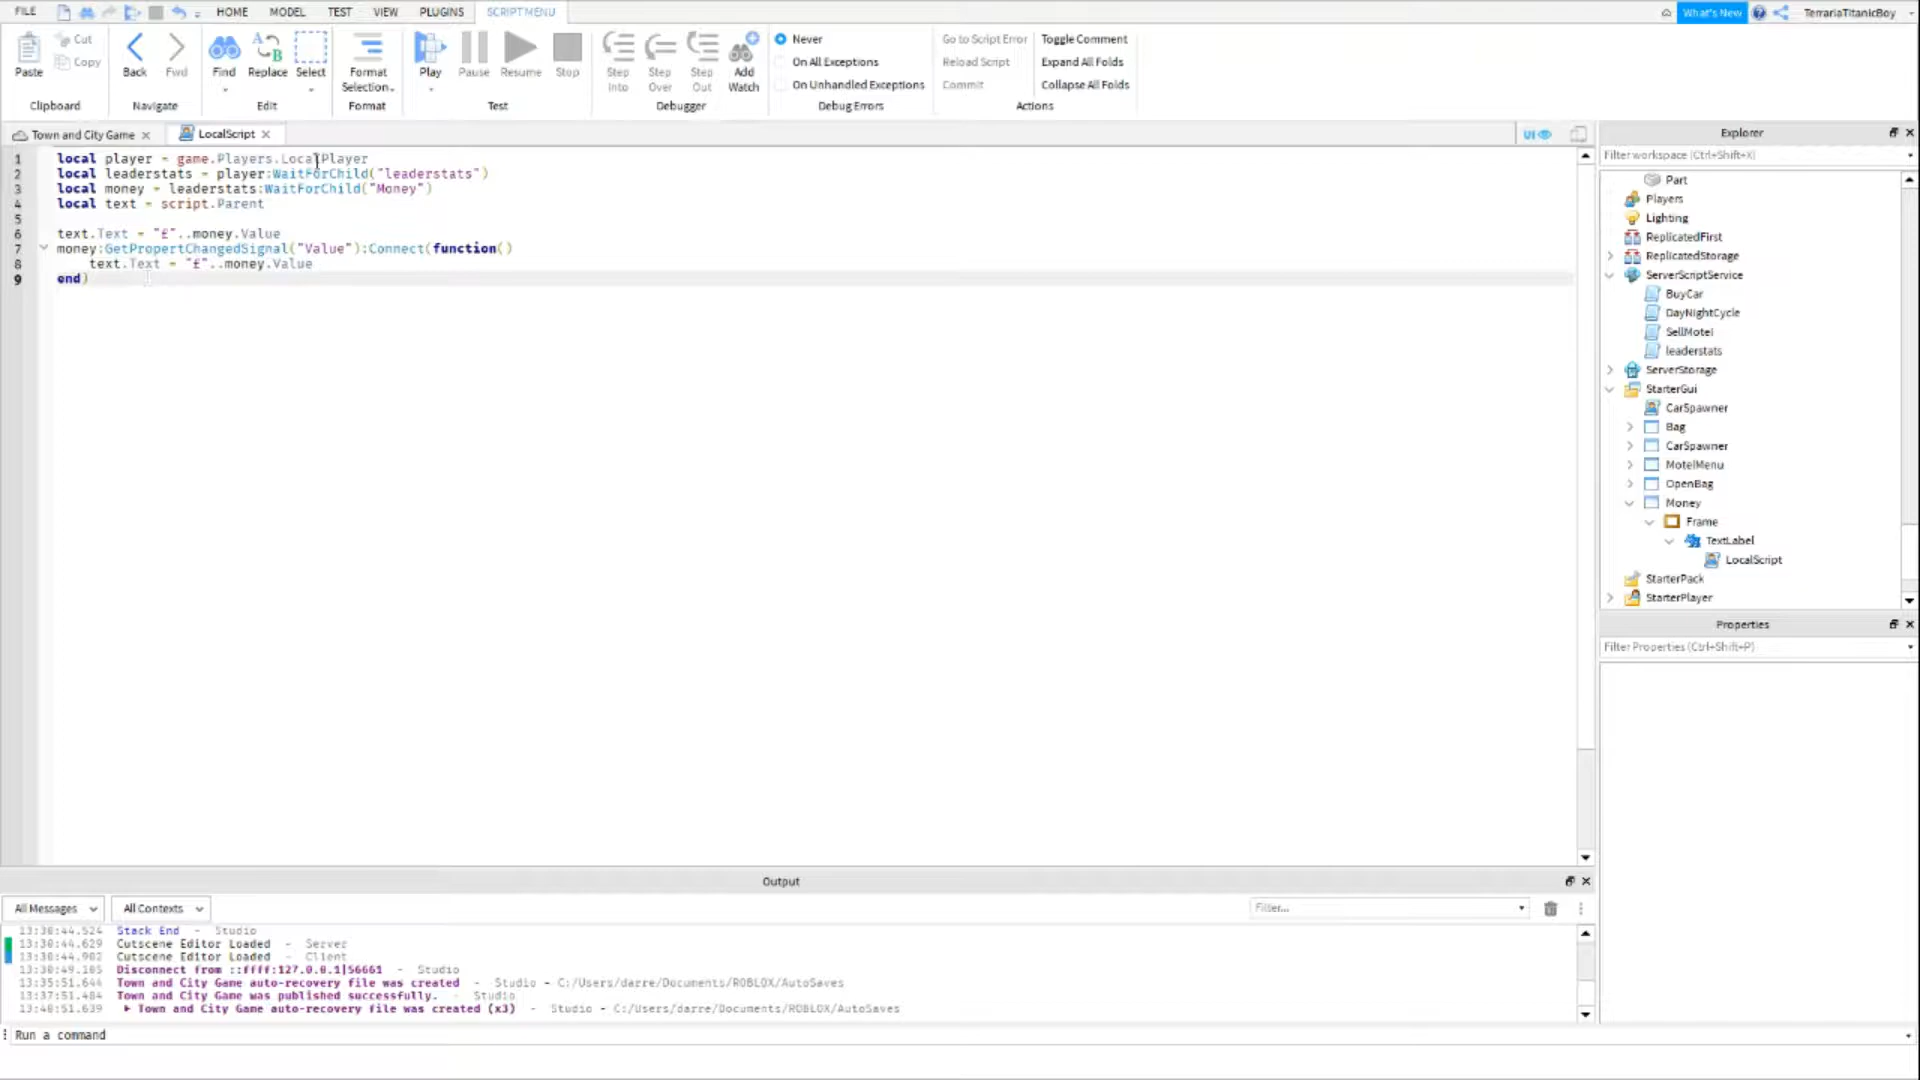 FILE HOME MODEL TEST VIEW PLUGINS SCRIPT MENU What's New TerrariaTitanicBoy
Paste Cut Copy Clipboard
Back Fwd Navigate
Find Replace Select Edit
Format Selection Format
Play Pause Resume Stop Test
Step Into Step Over Step Out Add Watch Debugger
Never
On All Exceptions
On Unhandled Exceptions
Debug Errors
Go to Script Error Toggle Comment
Reload Script Expand All Folds
Commit Collapse All Folds
Actions
Town and City Game LocalScript UI
1 local player = game.Players.LocalPlayer
2 local leaderstats = player:WaitForChild("leaderstats")
3 local money = leaderstats:WaitForChild("Money")
4 local text = script.Parent
5
6 text.Text = "£"..money.Value
7 money:GetPropertChangedSignal("Value"):Connect(function()
8 text.Text = "£"..money.Value
9 end)
Explorer
Filter workspace (Ctrl+Shift+X)
Part
Players
Lighting
ReplicatedFirst
ReplicatedStorage
ServerScriptService
BuyCar
DayNightCycle
SellMotel
leaderstats
ServerStorage
StarterGui
CarSpawner
Bag
CarSpawner
MotelMenu
OpenBag
Money
Frame
TextLabel
LocalScript
StarterPack
StarterPlayer
Properties
Filter Properties (Ctrl+Shift+P)
Output
All Messages All Contexts Filter...
13:30:44.524 Stack End - Studio
13:30:44.629 Cutscene Editor Loaded - Server
13:30:44.902 Cutscene Editor Loaded - Client
13:30:49.105 Disconnect from ::ffff:127.0.0.1|56661 - Studio
13:35:51.644 Town and City Game auto-recovery file was created - Studio - C:/Users/darre/Documents/ROBLOX/AutoSaves
13:37:51.484 Town and City Game was published successfully. - Studio
13:40:51.639 Town and City Game auto-recovery file was created (x3) - Studio - C:/Users/darre/Documents/ROBLOX/AutoSaves
Run a command